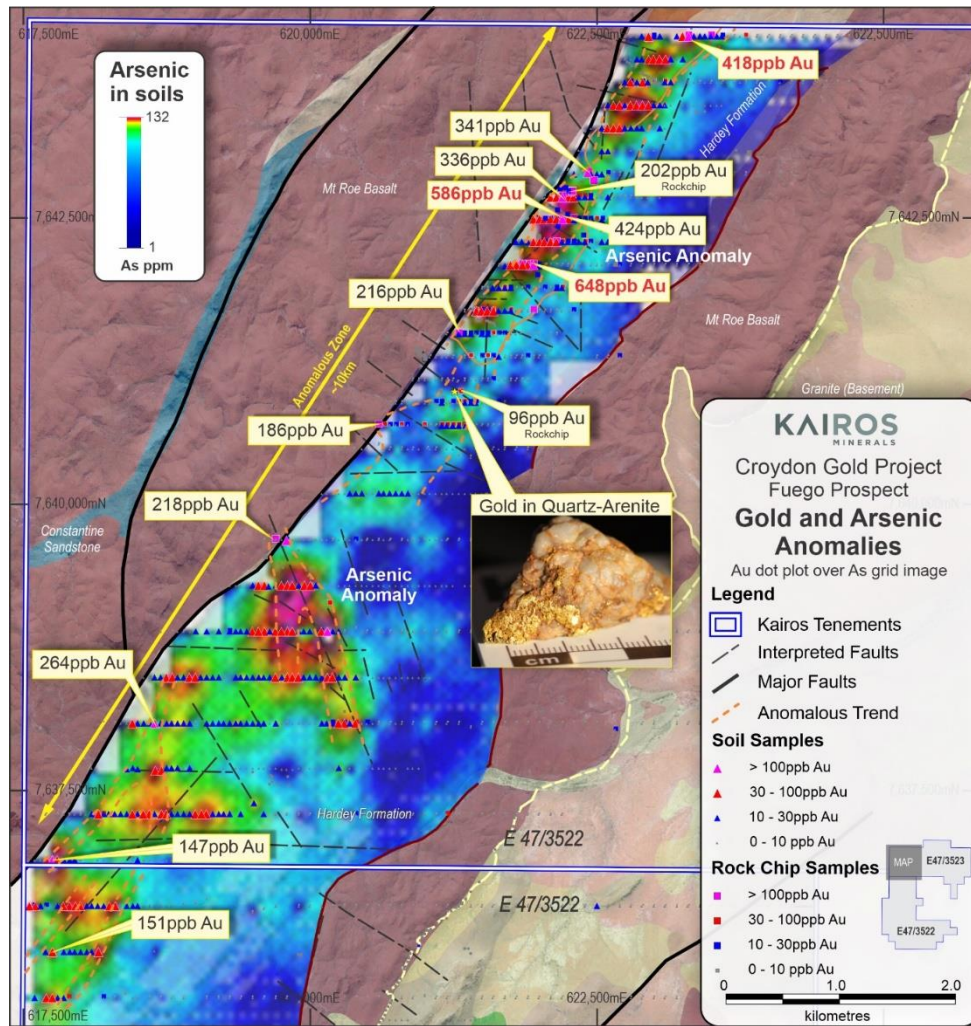 617,500mE
620,000mE
622,500mE
622,500mE
Arsenic
in soils
132
1
As ppm
418ppb Au
Hardey Formation
341ppb Au
336ppb Au
202ppb Au
Rockchip
586ppb Au
424ppb Au
Mt Roe Basalt
7,642,500mN
7,642,500mN
Arsenic Anomaly
648ppb Au
216ppb Au
Mt Roe Basalt
Anomalous Zone
~10km
Granite (Basement)
186ppb Au
96ppb Au
Rockchip
7,640,000mN
218ppb Au
Gold in Quartz-Arenite
cm
Constantine
Sandstone
Arsenic
Anomaly
264ppb Au
7,637,500mN
Hardey Formation
147ppb Au
E 47/3522
E 47/3522
151ppb Au
617,500mE
622,500mE
KAIROS
MINERALS
Croydon Gold Project
Fuego Prospect
Gold and Arsenic
Anomalies
Au dot plot over As grid image
Legend
Kairos Tenements
Interpreted Faults
Major Faults
Anomalous Trend
Soil Samples
> 100ppb Au
30 - 100ppb Au
10 - 30ppb Au
0 - 10 ppb Au
Rock Chip Samples
>100ppb Au
30 - 100ppb Au
10 - 30ppb Au
0 - 10 ppb Au
MAP
E47/3523
E47/3522
0 1.0 2.0
kilometres